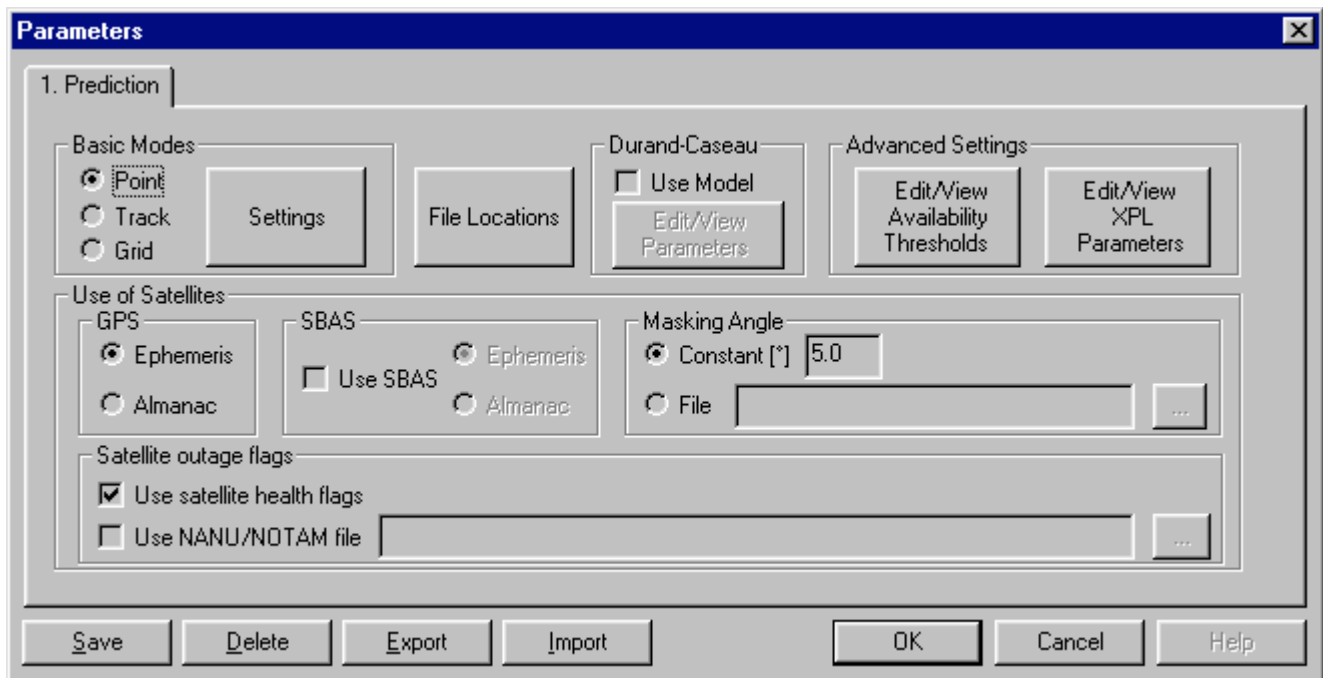 Parameters
1. Prediction
Basic Modes
Point
Track
Grid
Settings
File Locations
Durand-Caseau
Use Model
Edit/View
Parameters
Advanced Settings
Edit/View
Availability
Thresholds
Edit/View
XPL
Parameters
Use of Satellites
GPS
Ephemeris
Almanac
SBAS
Use SBAS
Ephemeris
Almanac
Masking Angle
Constant [°] 5.0
File
...
Satellite outage flags
Use satellite health flags
Use NANU/NOTAM file
...
Save Delete Export Import OK Cancel Help